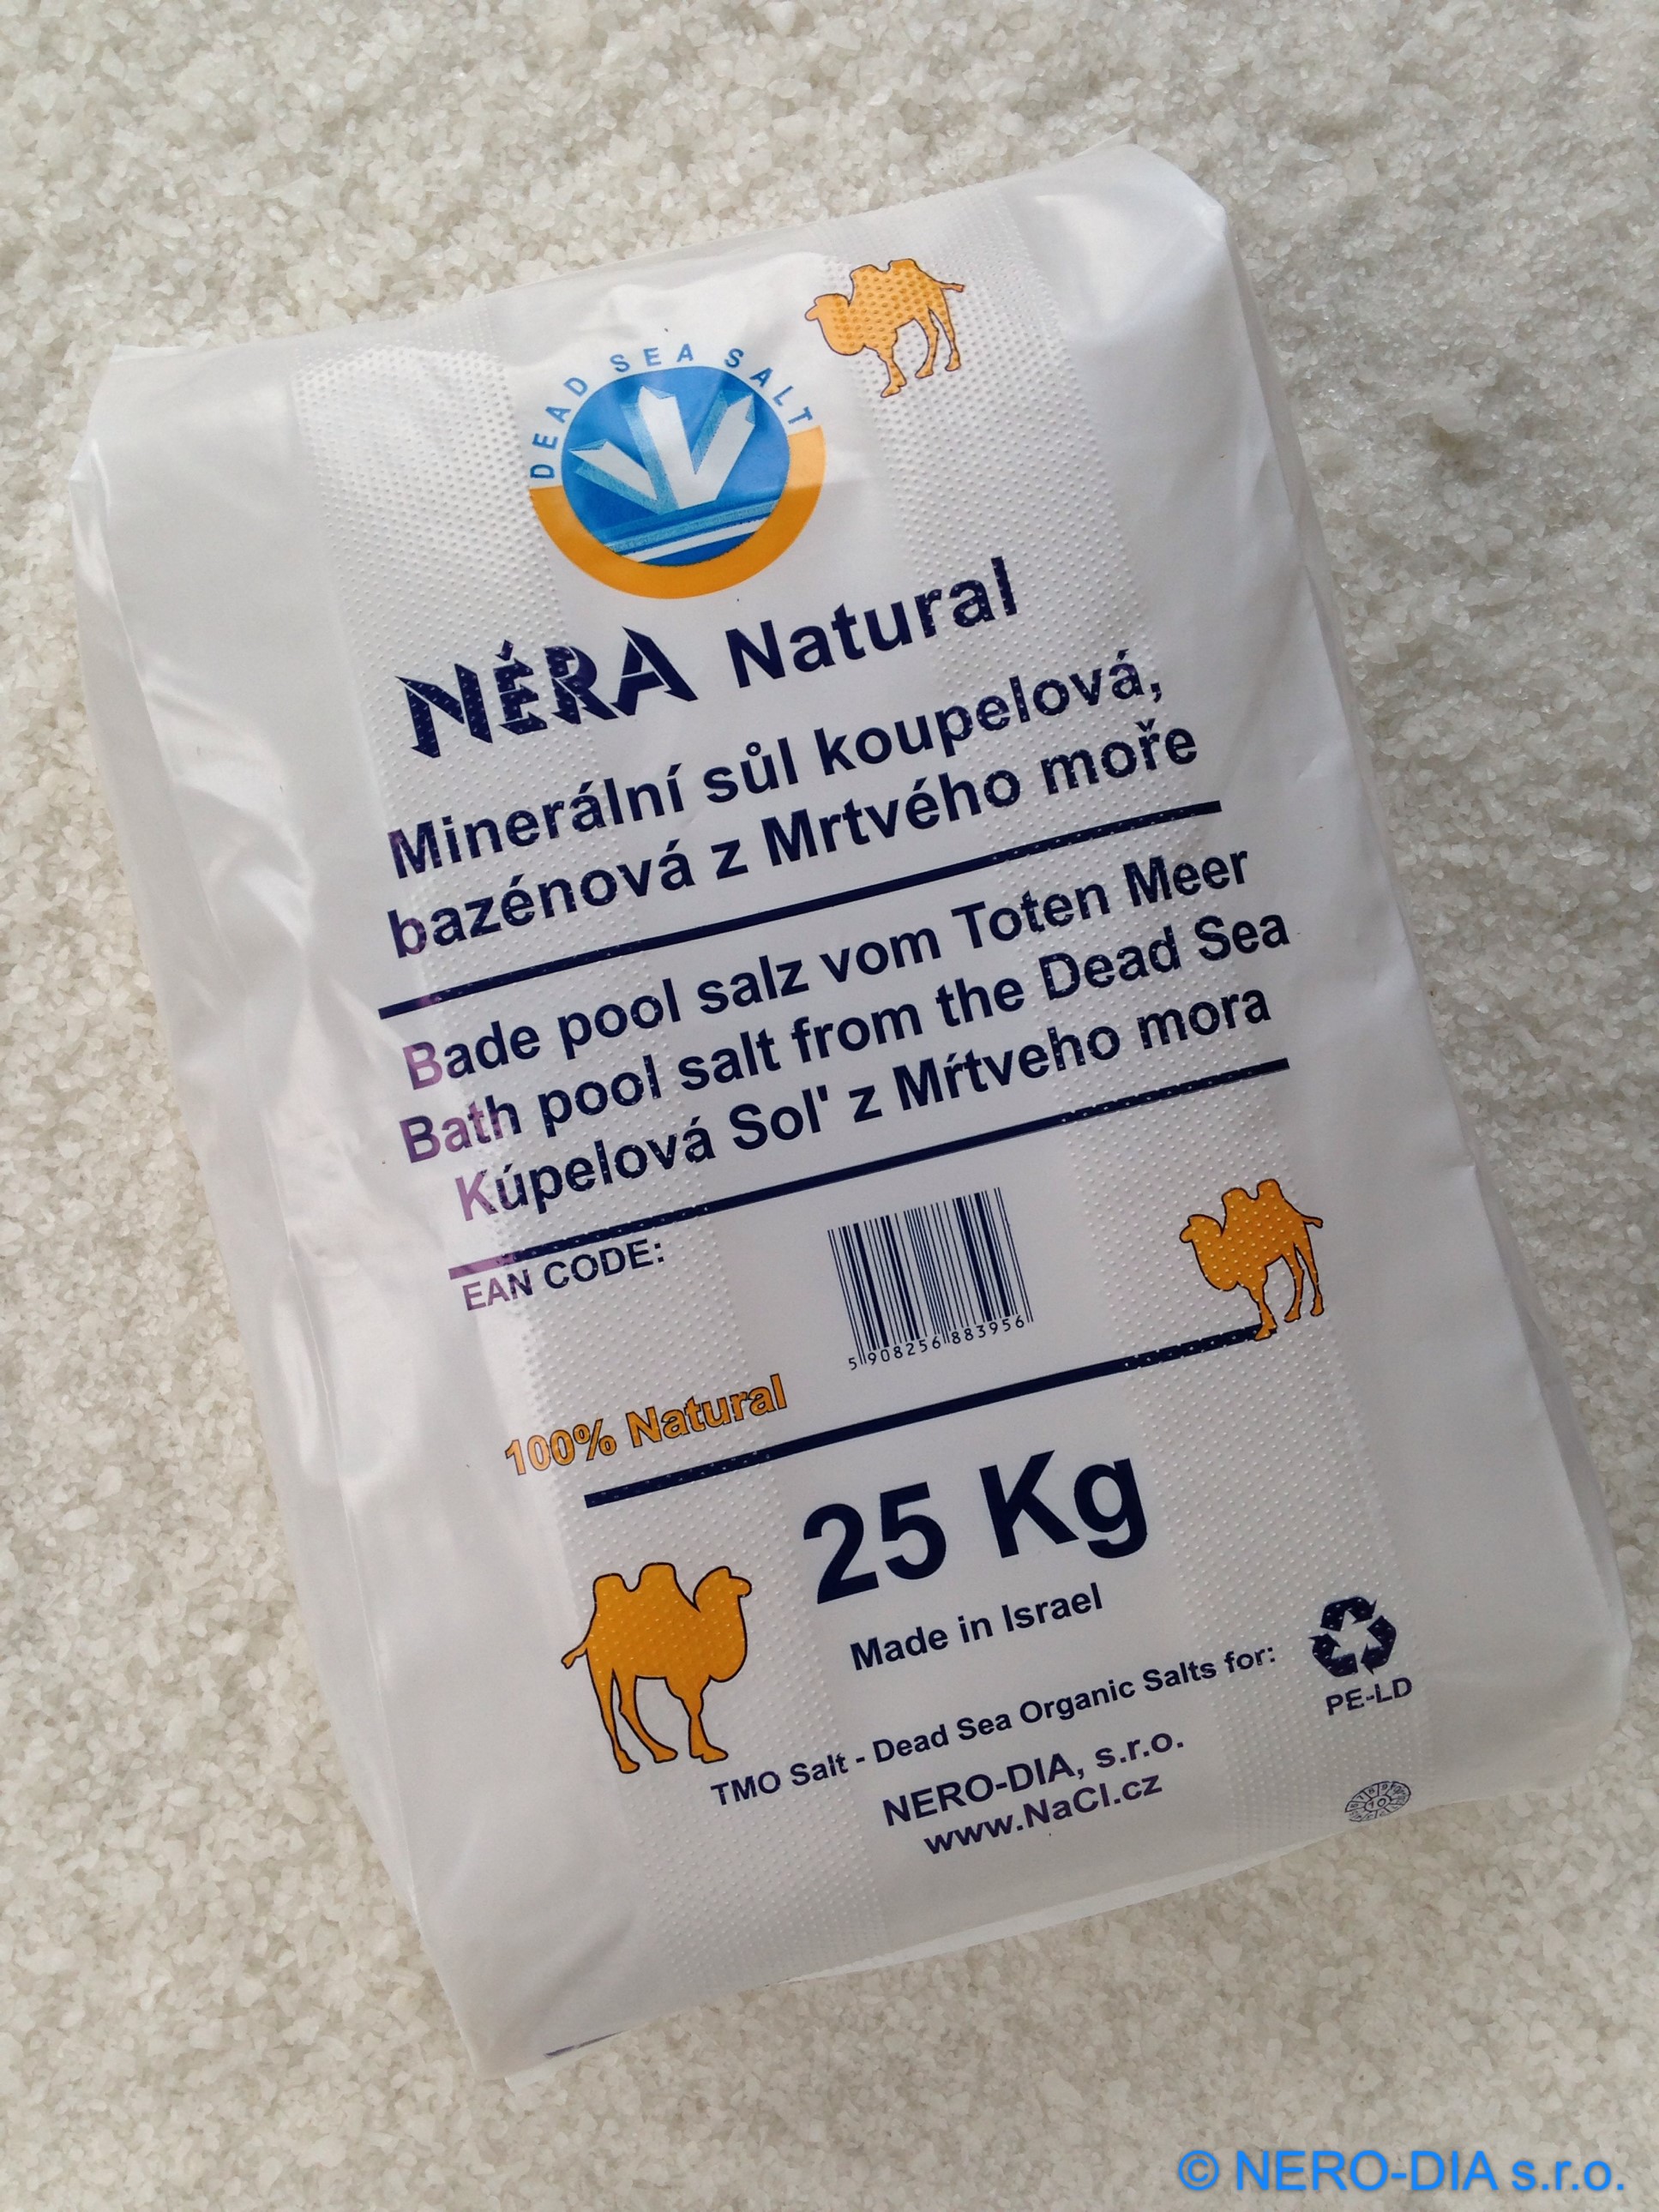 DEAD SEA SALT
NÉRA Natural
Minerální sůl koupelová,
bazénová z Mrtvého moře
Bade pool salz vom Toten Meer
Bath pool salt from the Dead Sea
Kúpelová Sol' z Mŕtveho mora
EAN CODE:
5 908256 883956
100% Natural
25 Kg
Made in Israel
TMO Salt - Dead Sea Organic Salts for:
NERO-DIA, s.r.o.
www.NaCl.cz
PE-LD
© NERO-DIA s.r.o.